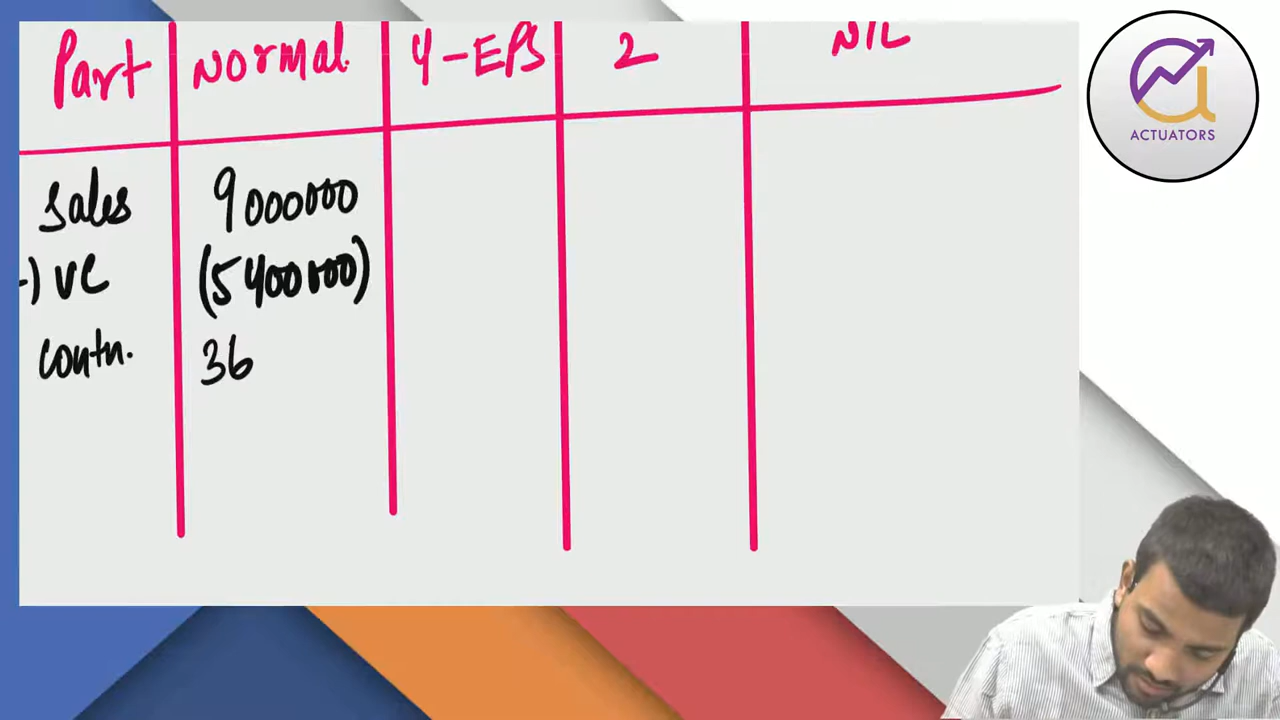 Part Normal. 4-EPS 2 NIL
Sales 9000000
-) VC (5400000)
Contn. 36
ACTUATORS